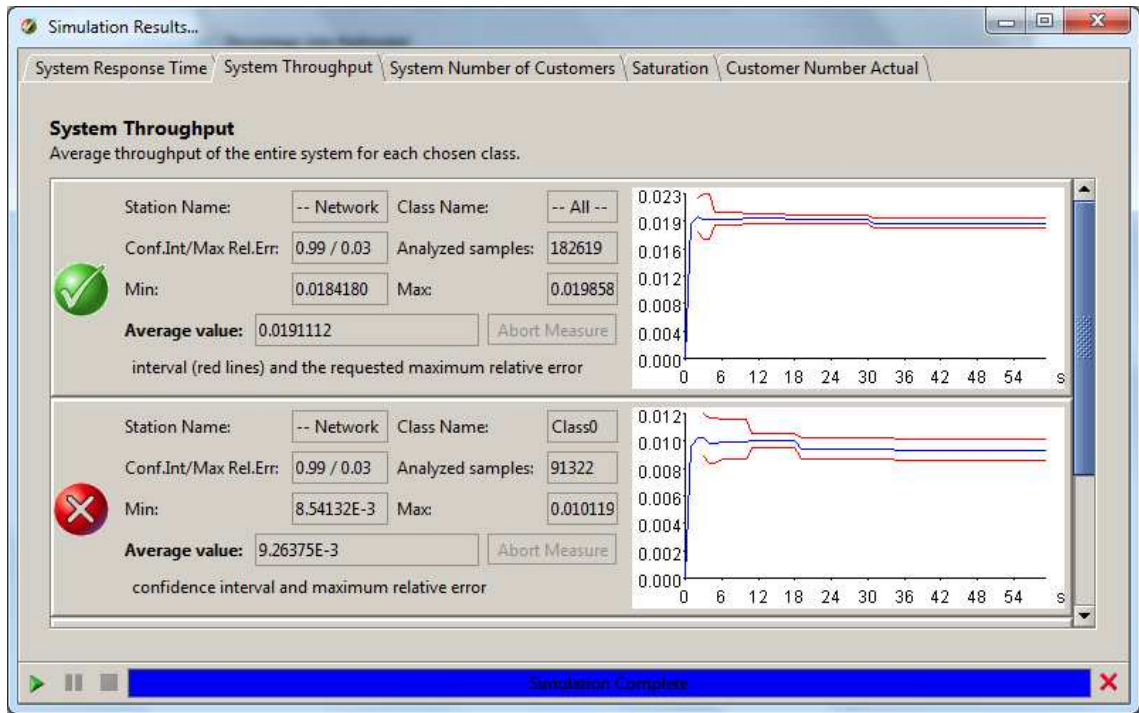 Simulation Results...
System Response Time System Throughput System Number of Customers Saturation Customer Number Actual
System Throughput
Average throughput of the entire system for each chosen class.
Station Name: -- Network Class Name: -- All --
Conf.Int/Max Rel.Err: 0.99 / 0.03 Analyzed samples: 182619
Min: 0.0184180 Max: 0.019858
Average value: 0.0191112 Abort Measure
interval (red lines) and the requested maximum relative error
0.023
0.019
0.016
0.012
0.008
0.004
0.000
0 6 12 18 24 30 36 42 48 54 s
Station Name: -- Network Class Name: Class0
Conf.Int/Max Rel.Err: 0.99 / 0.03 Analyzed samples: 91322
Min: 8.54132E-3 Max: 0.010119
Average value: 9.26375E-3 Abort Measure
confidence interval and maximum relative error
0.012
0.010
0.008
0.006
0.004
0.002
0.000
0 6 12 18 24 30 36 42 48 54 s
Simulation Complete